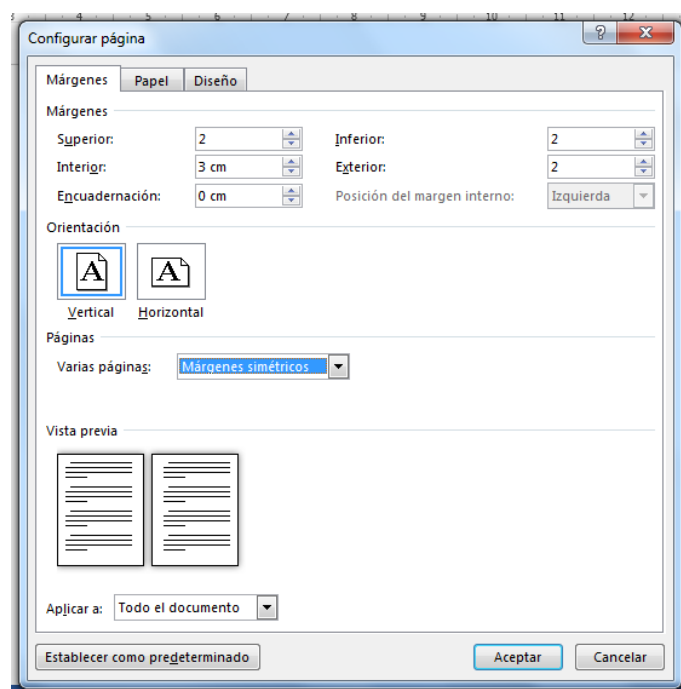 3 4 5 6 7 8 9 10 11 12
Configurar página ? X
Márgenes Papel Diseño
Márgenes
Superior: 2 Inferior: 2
Interior: 3 cm Exterior: 2
Encuadernación: 0 cm Posición del margen interno: Izquierda
Orientación
A A
Vertical Horizontal
Páginas
Varias páginas: Márgenes simétricos
Vista previa
Aplicar a: Todo el documento
Establecer como predeterminado Aceptar Cancelar